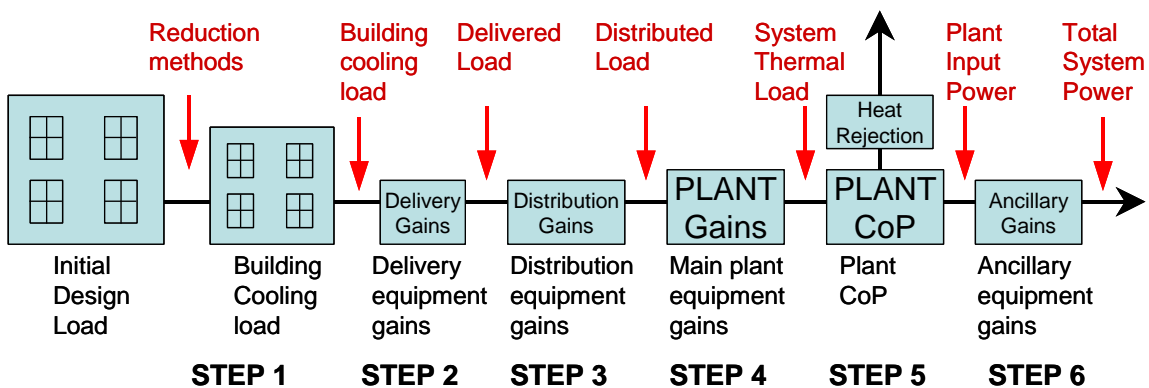 Reduction
methods
Building
cooling
load
Delivered
Load
Distributed
Load
System
Thermal
Load
Plant
Input
Power
Total
System
Power
Heat
Rejection
Delivery
Gains
Distribution Gains
PLANT
Gains
PLANT
CoP
Ancillary
Gains
Initial
Design
Load
Building
Cooling
load
Delivery
equipment
gains
Distribution
equipment
gains
Main plant
equipment
gains
Plant
CoP
Ancillary
equipment
gains
STEP 1
STEP 2
STEP 3
STEP 4
STEP 5
STEP 6